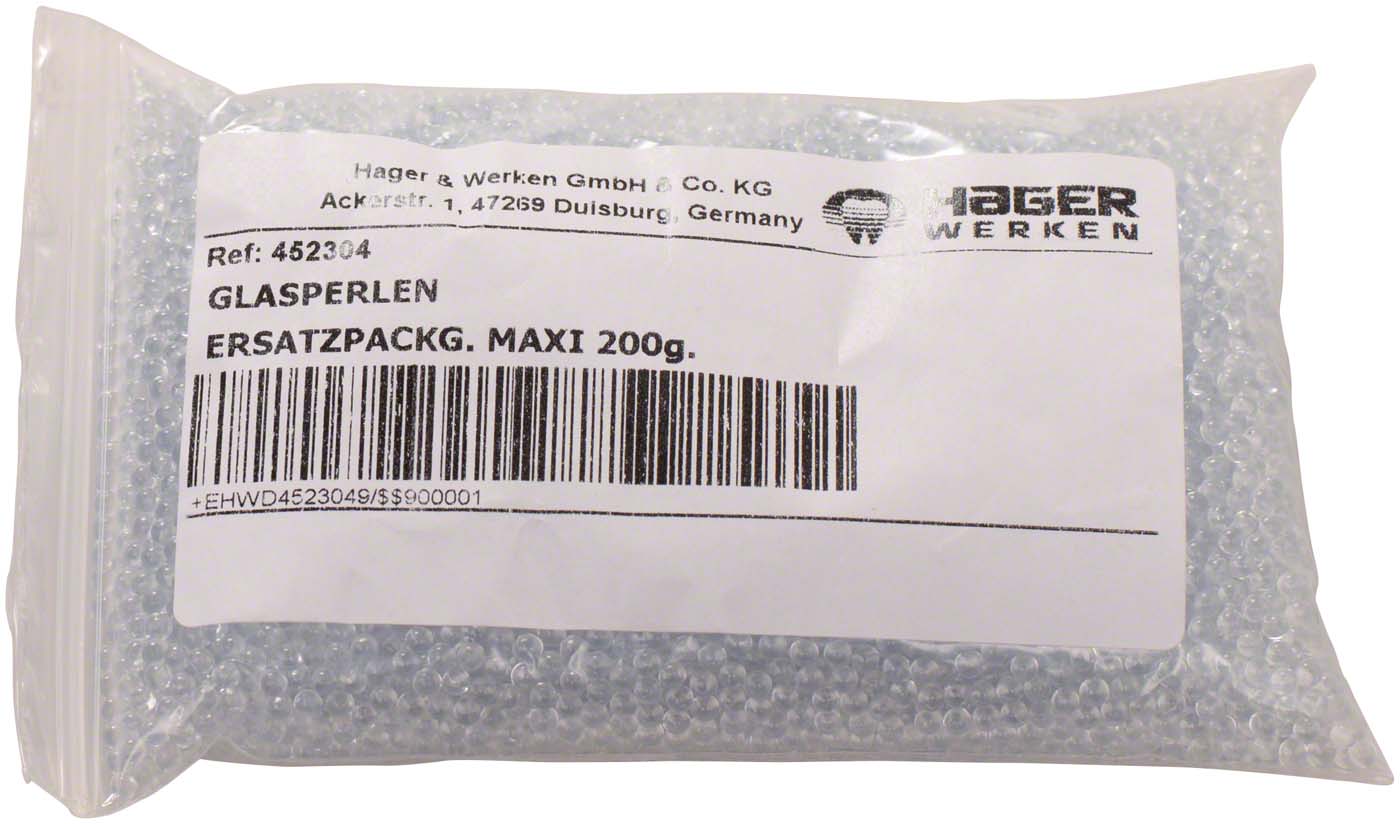 Hager & Werken GmbH & Co. KG
Ackerstr. 1, 47269 Duisburg, Germany
HaGER
WERKEN
Ref: 452304
GLASPERLEN
ERSATZPACKG. MAXI 200g.
+EHWD4523049/$$900001